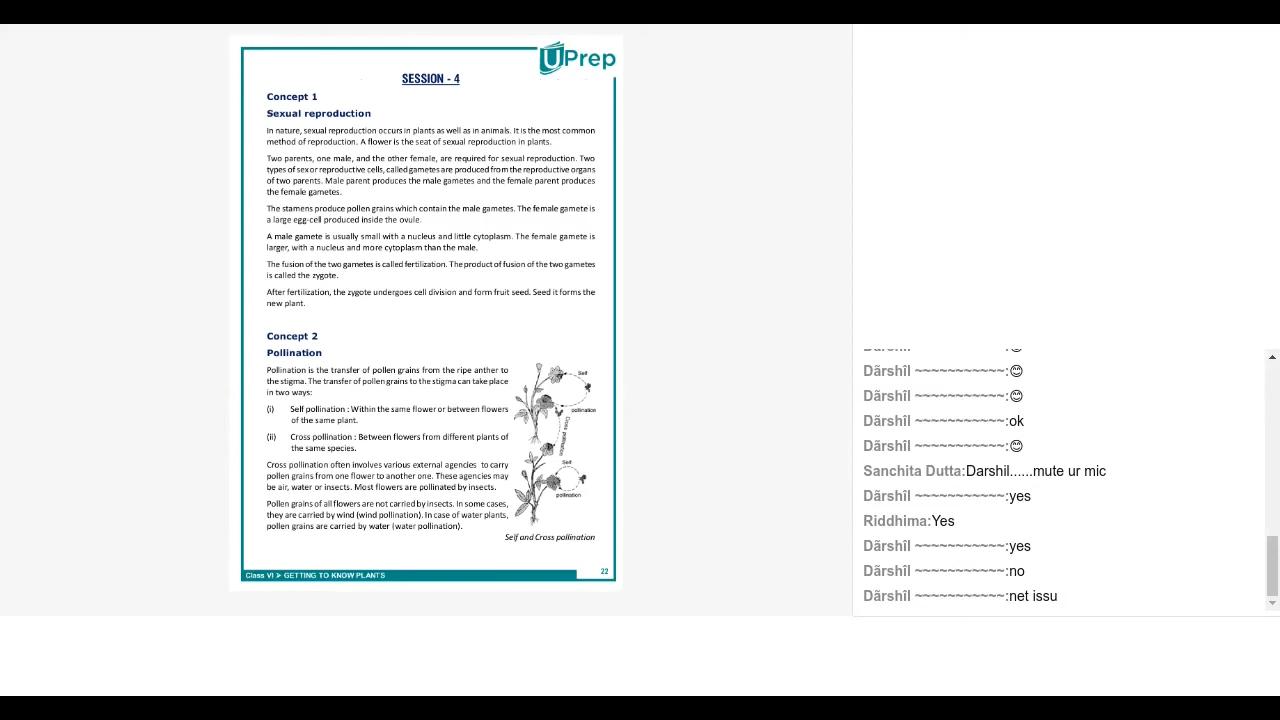 UPrep
SESSION - 4
Concept 1
Sexual reproduction
In nature, sexual reproduction occurs in plants as well as in animals. It is the most common
method of reproduction. A flower is the seat of sexual reproduction in plants.
Two parents, one male, and the other female, are required for sexual reproduction. Two
types of sex or reproductive cells, called gametes are produced from the reproductive organs
of two parents. Male parent produces the male gametes and the female parent produces
the female gametes.
The stamens produce pollen grains which contain the male gametes. The female gamete is
a large egg-cell produced inside the ovule.
A male gamete is usually small with a nucleus and little cytoplasm. The female gamete is
larger, with a nucleus and more cytoplasm than the male.
The fusion of the two gametes is called fertilization. The product of fusion of the two gametes
is called the zygote.
After fertilization, the zygote undergoes cell division and form fruit seed. Seed it forms the
new plant.
Concept 2
Pollination
Pollination is the transfer of pollen grains from the ripe anther to
the stigma. The transfer of pollen grains to the stigma can take place
in two ways:
(i) Self pollination : Within the same flower or between flowers
of the same plant.
(ii) Cross pollination : Between flowers from different plants of
the same species.
Cross pollination often involves various external agencies to carry
pollen grains from one flower to another one. These agencies may
be air, water or insects. Most flowers are pollinated by insects.
Pollen grains of all flowers are not carried by insects. In some cases,
they are carried by wind (wind pollination). In case of water plants,
pollen grains are carried by water (water pollination).
Self
pollination
Cross pollination
Self
pollination
Self and Cross pollination
Class VI ➤ GETTING TO KNOW PLANTS
22
Dãrshîl ~~~~~~~~~~~:😊
Dãrshîl ~~~~~~~~~~~:😊
Dãrshîl ~~~~~~~~~~~:😊
Dãrshîl ~~~~~~~~~~~:ok
Dãrshîl ~~~~~~~~~~~:😊
Sanchita Dutta:Darshil......mute ur mic
Dãrshîl ~~~~~~~~~~~:yes
Riddhima:Yes
Dãrshîl ~~~~~~~~~~~:yes
Dãrshîl ~~~~~~~~~~~:no
Dãrshîl ~~~~~~~~~~~:net issu